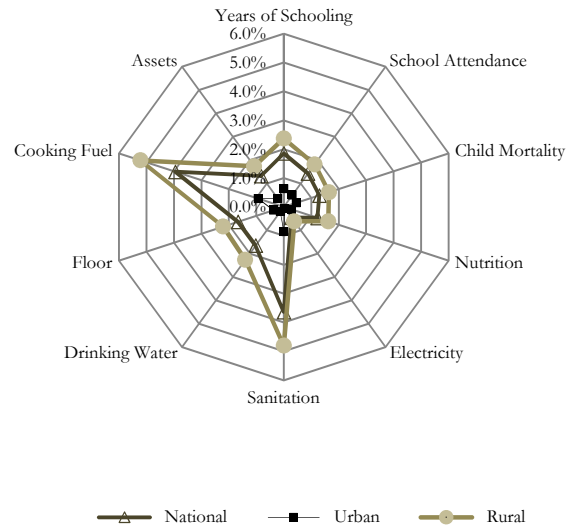 Years of Schooling
6.0%
5.0%
4.0%
3.0%
2.0%
1.0%
0.0%
School Attendance
Child Mortality
Nutrition
Electricity
Sanitation
Drinking Water
Floor
Cooking Fuel
Assets
National
Urban
Rural